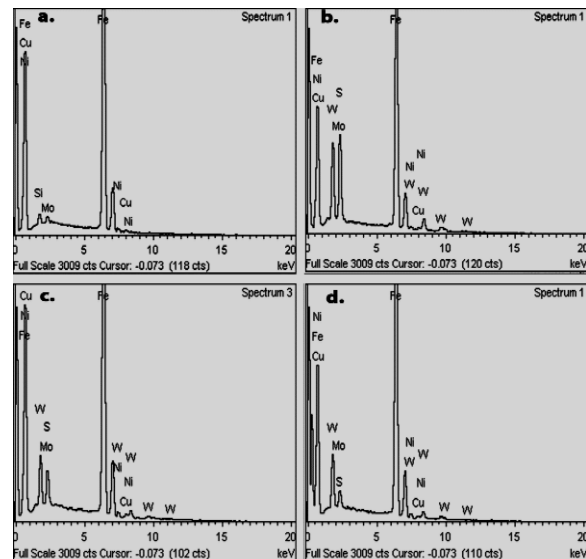 a.
Spectrum 1
Fe
Fe
Cu
Ni
Si
Mo
Ni
Cu
Ni
0 5 10 15 20
Full Scale 3009 cts Cursor: -0.073 (118 cts) keV
b.
Spectrum 1
Fe
Fe
Ni
Cu
S
W
Mo
Ni
Ni
W
W
Cu
W
W
0 5 10 15 20
Full Scale 3009 cts Cursor: -0.073 (120 cts) keV
c.
Spectrum 3
Cu
Fe
Ni
Fe
W
S
Mo
W
W
Ni
Ni
Cu
W
W
0 5 10 15 20
Full Scale 3009 cts Cursor: -0.073 (102 cts) keV
d.
Spectrum 1
Fe
Ni
Fe
Cu
W
Mo
S
Ni
W
W
Ni
Cu
W
W
0 5 10 15 20
Full Scale 3009 cts Cursor: -0.073 (110 cts) keV